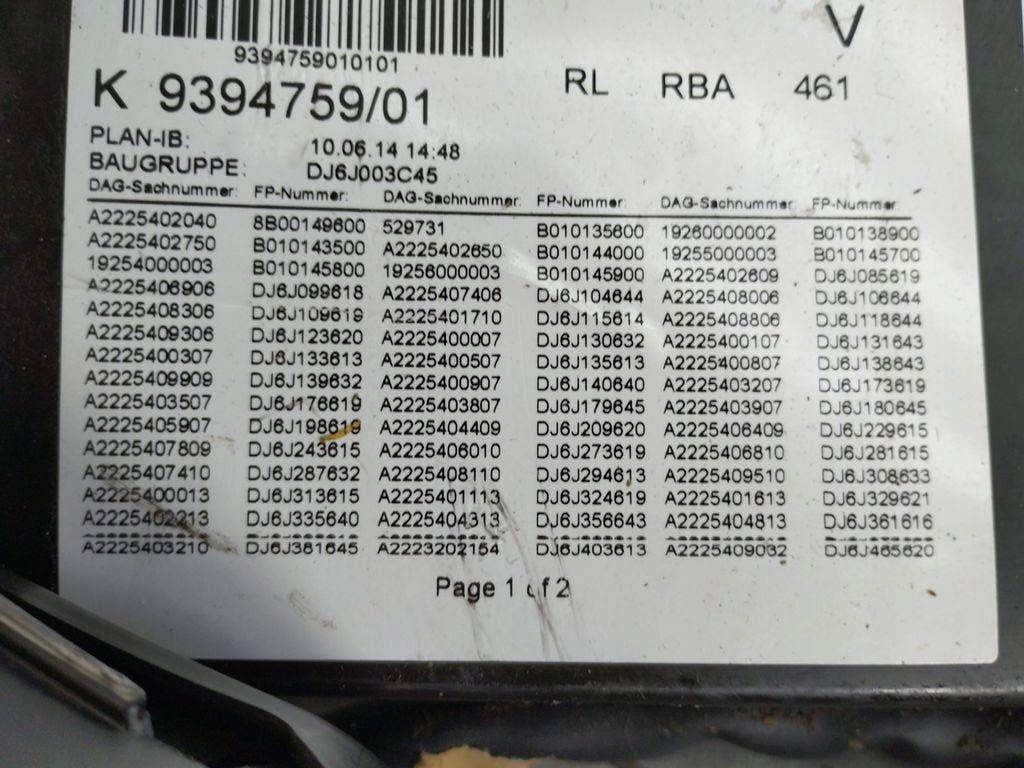 V
9394759010101
K 9394759/01 RL RBA 461
PLAN-IB: 10.06.14 14:48
BAUGRUPPE: DJ6J003C45
DAG-Sachnummer: FP-Nummer: DAG-Sachnummer: FP-Nummer: DAG-Sachnummer: FP-Nummer:
A2225402040 8B00149600 529731 B010135600 19260000002 B010138900
A2225402750 B010143500 A2225402650 B010144000 19255000003 B010145700
19254000003 B010145800 19256000003 B010145900 A2225402609 DJ6J085619
A2225406906 DJ6J099618 A2225407406 DJ6J104644 A2225408006 DJ6J106644
A2225408306 DJ6J109619 A2225401710 DJ6J115614 A2225408806 DJ6J118644
A2225409306 DJ6J123620 A2225400007 DJ6J130632 A2225400107 DJ6J131643
A2225400307 DJ6J133613 A2225400507 DJ6J135613 A2225400807 DJ6J138643
A2225409909 DJ6J139632 A2225400907 DJ6J140640 A2225403207 DJ6J173619
A2225403507 DJ6J176619 A2225403807 DJ6J179645 A2225403907 DJ6J180645
A2225405907 DJ6J198619 A2225404409 DJ6J209620 A2225406409 DJ6J229615
A2225407809 DJ6J243615 A2225406010 DJ6J273619 A2225406810 DJ6J281615
A2225407410 DJ6J287632 A2225408110 DJ6J294613 A2225409510 DJ6J308633
A2225400013 DJ6J313615 A2225401113 DJ6J324619 A2225401613 DJ6J329621
A2225402213 DJ6J335640 A2225404313 DJ6J356643 A2225404813 DJ6J361616
A2225403210 DJ6J381645 A2223202154 DJ6J403613 A2225409032 DJ6J465620
Page 1 of 2